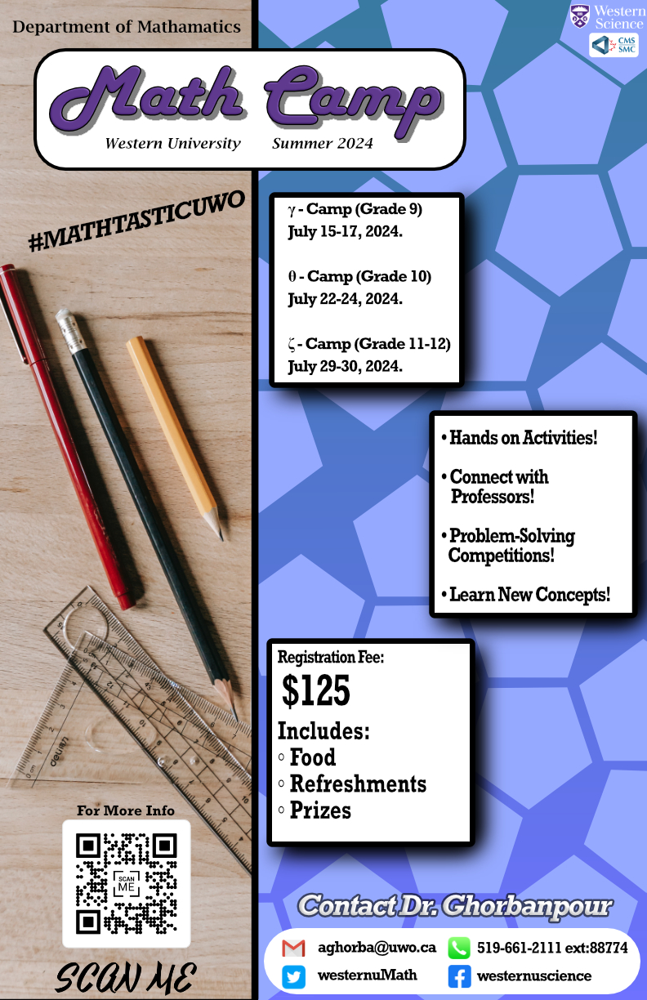 Department of Mathamatics
Western
Science
CMS
SMC
Math Camp
Western University Summer 2024
#MATHTASTICUWO
γ - Camp (Grade 9)
July 15-17, 2024.
θ - Camp (Grade 10)
July 22-24, 2024.
ζ - Camp (Grade 11-12)
July 29-30, 2024.
• Hands on Activities!
• Connect with
Professors!
• Problem-Solving
Competitions!
• Learn New Concepts!
Registration Fee:
$125
Includes:
◦ Food
◦ Refreshments
◦ Prizes
deli
For More Info
SCAN
ME
SCAN ME
Contact Dr. Ghorbanpour
aghorba@uwo.ca
519-661-2111 ext:88774
westernuMath
westernuscience